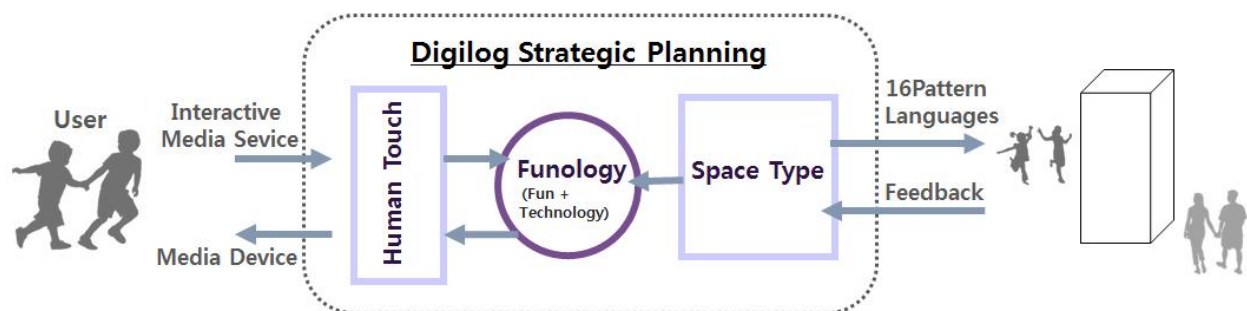 Digilog Strategic Planning
User
Interactive
Media Sevice
Media Device
Human Touch
Funology
(Fun +
Technology)
Space Type
16Pattern
Languages
Feedback